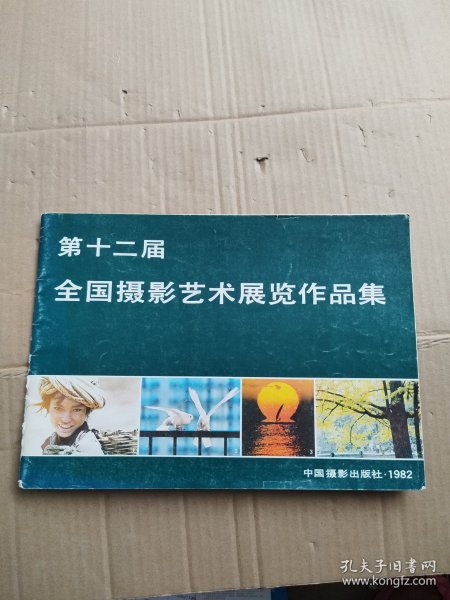 第十二届
全国摄影艺术展览作品集
3
中国摄影出版社·1982
孔夫子旧书网
www.kongfz.com